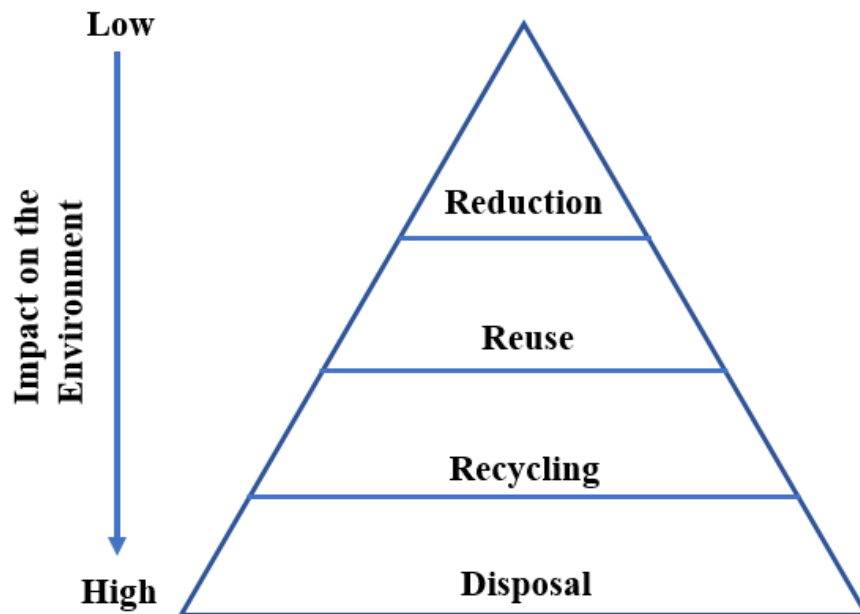 Low
Impact on the
Environment
High
Reduction
Reuse
Recycling
Disposal